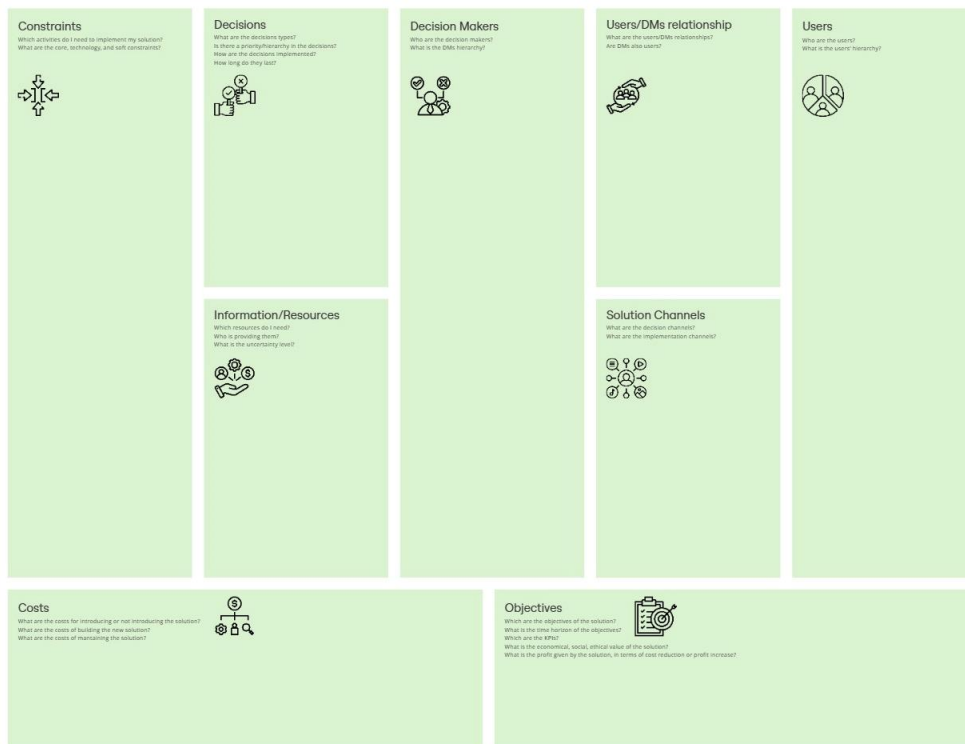 Constraints
Which activities do I need to implement my solution?
What are the core, technology, and soft constraints?
Decisions
What are the decisions types?
Is there a priority/hierarchy in the decisions?
How are the decisions implemented?
How long do they last?
Information/Resources
Which resources do I need?
Who is providing them?
What is the uncertainty level?
Decision Makers
Who are the decision makers?
What is the DMs hierarchy?
Users/DMs relationship
What are the users/DMs relationships?
Are DMs also users?
Solution Channels
What are the decision channels?
What are the implementation channels?
Users
Who are the users?
What is the users' hierarchy?
Costs
What are the costs for introducing or not introducing the solution?
What are the costs of building the new solution?
What are the costs of mantaining the solution?
Objectives
Which are the objectives of the solution?
What is the time horizon of the objectives?
Which are the KPIs?
What is the economical, social, ethical value of the solution?
What is the profit given by the solution, in terms of cost reduction or profit increase?